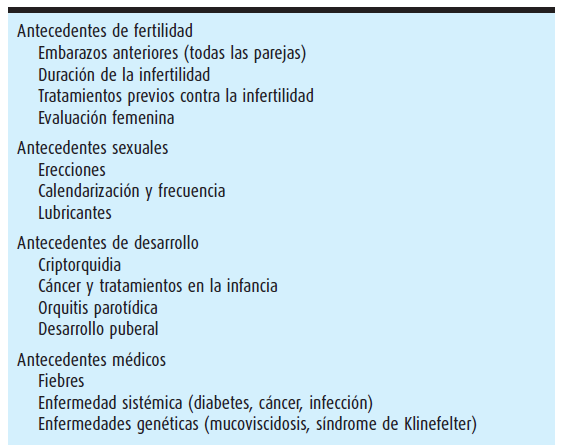 Antecedentes de fertilidad
Embarazos anteriores (todas las parejas)
Duración de la infertilidad
Tratamientos previos contra la infertilidad
Evaluación femenina
Antecedentes sexuales
Erecciones
Calendarización y frecuencia
Lubricantes
Antecedentes de desarrollo
Criptorquidia
Cáncer y tratamientos en la infancia
Orquitis parotídica
Desarrollo puberal
Antecedentes médicos
Fiebres
Enfermedad sistémica (diabetes, cáncer, infección)
Enfermedades genéticas (mucoviscidosis, síndrome de Klinefelter)